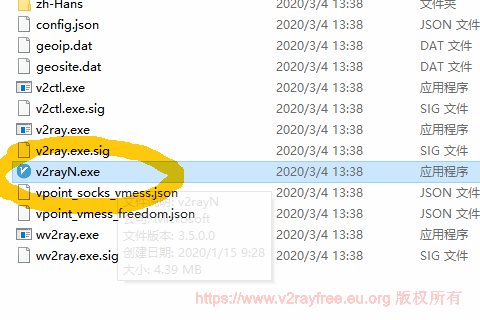 zh-Hans 2020/3/4 13:38 文件夹
config.json 2020/3/4 13:38 JSON 文件
geoip.dat 2020/3/4 13:38 DAT 文件
geosite.dat 2020/3/4 13:38 DAT 文件
v2ctl.exe 2020/3/4 13:38 应用程序
v2ctl.exe.sig 2020/3/4 13:38 SIG 文件
v2ray.exe 2020/3/4 13:38 应用程序
v2ray.exe.sig 2020/3/4 13:38 SIG 文件
v2rayN.exe 2020/3/4 13:38 应用程序
vpoint_socks_vmess.json 2020/3/4 13:38 JSON 文件
文件说明: v2rayN
vpoint_vmess_freedom.json 2020/3/4 13:38 JSON 文件
公司: Microsoft
wv2ray.exe 2020/3/4 13:38 应用程序
文件版本: 3.5.0.0
创建日期: 2020/1/15 9:28
wv2ray.exe.sig 2020/3/4 13:38 SIG 文件
大小: 4.39 MB
https://www.v2rayfree.eu.org 版权所有